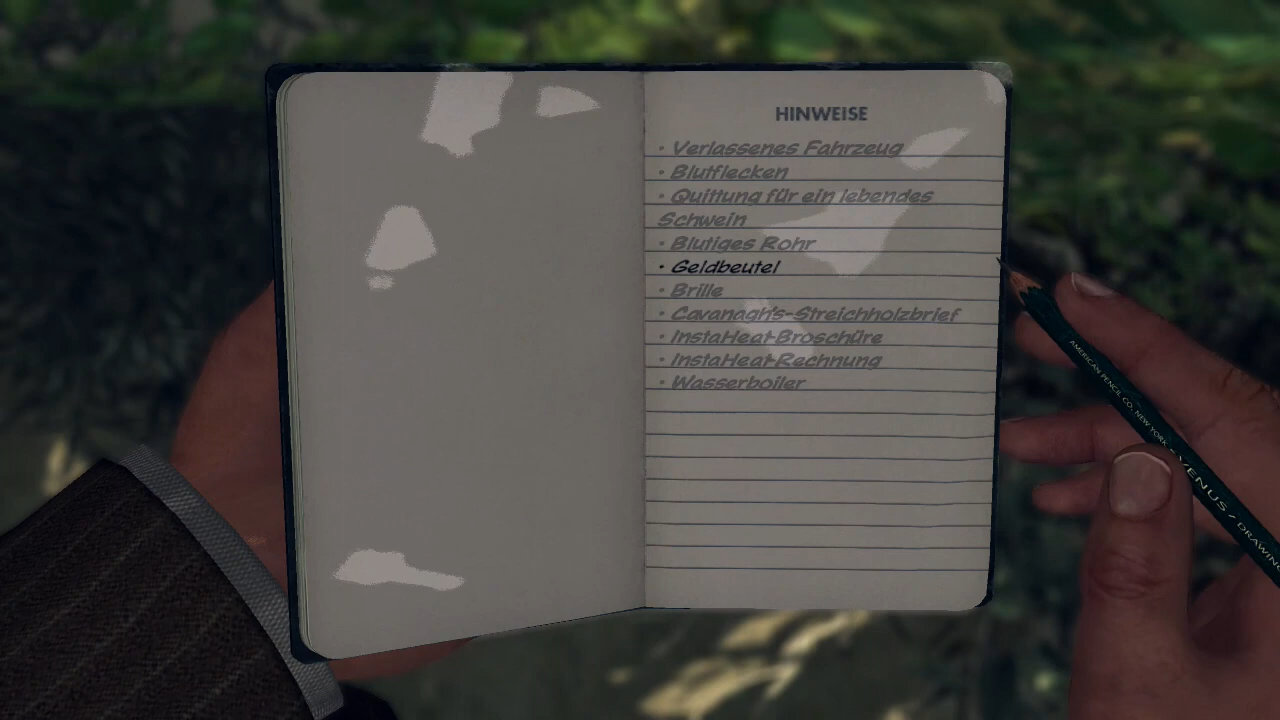 HINWEISE
• Verlassenes Fahrzeug
• Blutflecken
• Quittung für ein lebendes
Schwein
• Blutiges Rohr
• Geldbeutel
• Brille
• Cavanagh's-Streichholzbrief
• InstaHeat-Broschüre
• InstaHeat-Rechnung
• Wasserboiler
AMERICAN PENCIL CO. NEW YORK VENUS / DRAWING